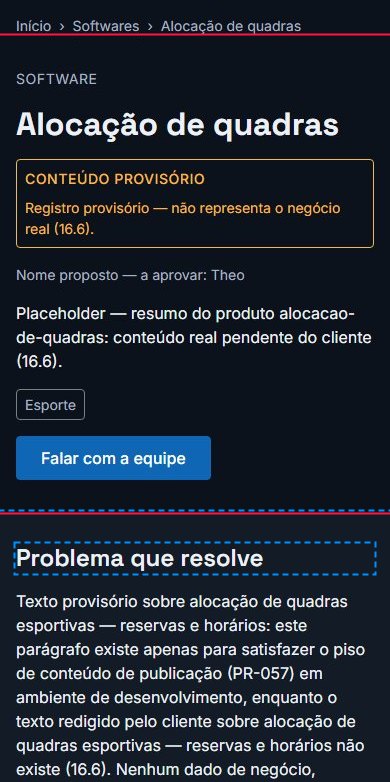 Início › Softwares › Alocação de quadras
SOFTWARE
Alocação de quadras
CONTEÚDO PROVISÓRIO
Registro provisório — não representa o negócio
real (16.6).
Nome proposto — a aprovar: Theo
Placeholder — resumo do produto alocacao-
de-quadras: conteúdo real pendente do cliente
(16.6).
Esporte
Falar com a equipe
Problema que resolve
Texto provisório sobre alocação de quadras
esportivas — reservas e horários: este
parágrafo existe apenas para satisfazer o piso
de conteúdo de publicação (PR-057) em
ambiente de desenvolvimento, enquanto o
texto redigido pelo cliente sobre alocação de
quadras esportivas — reservas e horários não
existe (16.6). Nenhum dado de negócio,